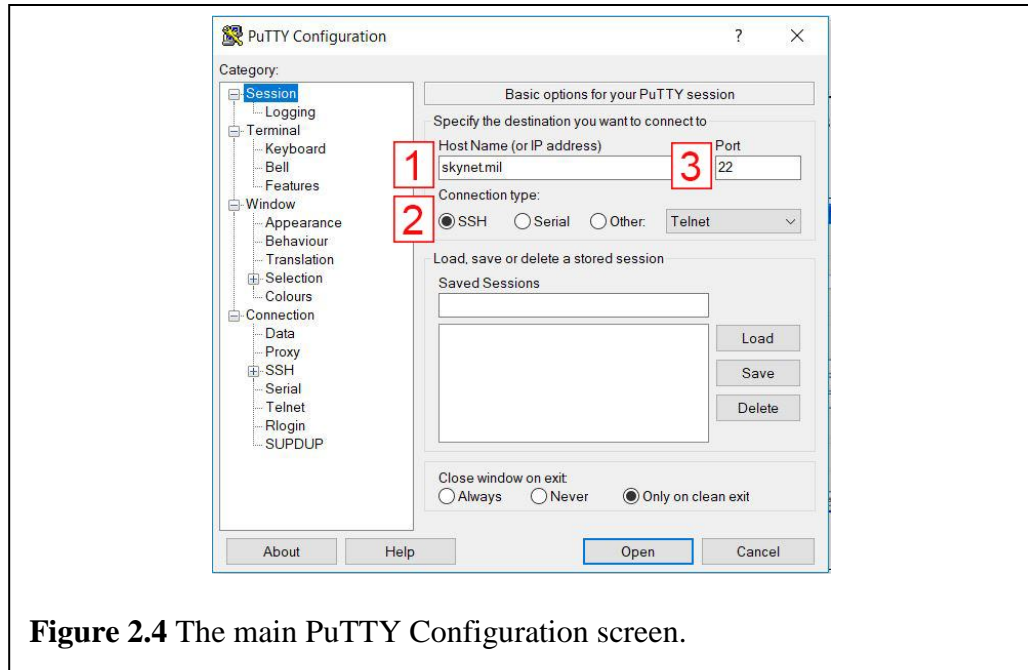 PuTTY Configuration ? ×
Category:
Session
Logging
Terminal
Keyboard
Bell
Features
Window
Appearance
Behaviour
Translation
Selection
Colours
Connection
Data
Proxy
SSH
Serial
Telnet
Rlogin
SUPDUP
Basic options for your PuTTY session
Specify the destination you want to connect to
Host Name (or IP address) Port
1 skynet.mil 3 22
Connection type:
2 SSH Serial Other: Telnet
Load, save or delete a stored session
Saved Sessions
Load
Save
Delete
Close window on exit:
Always Never Only on clean exit
About Help Open Cancel
Figure 2.4 The main PuTTY Configuration screen.